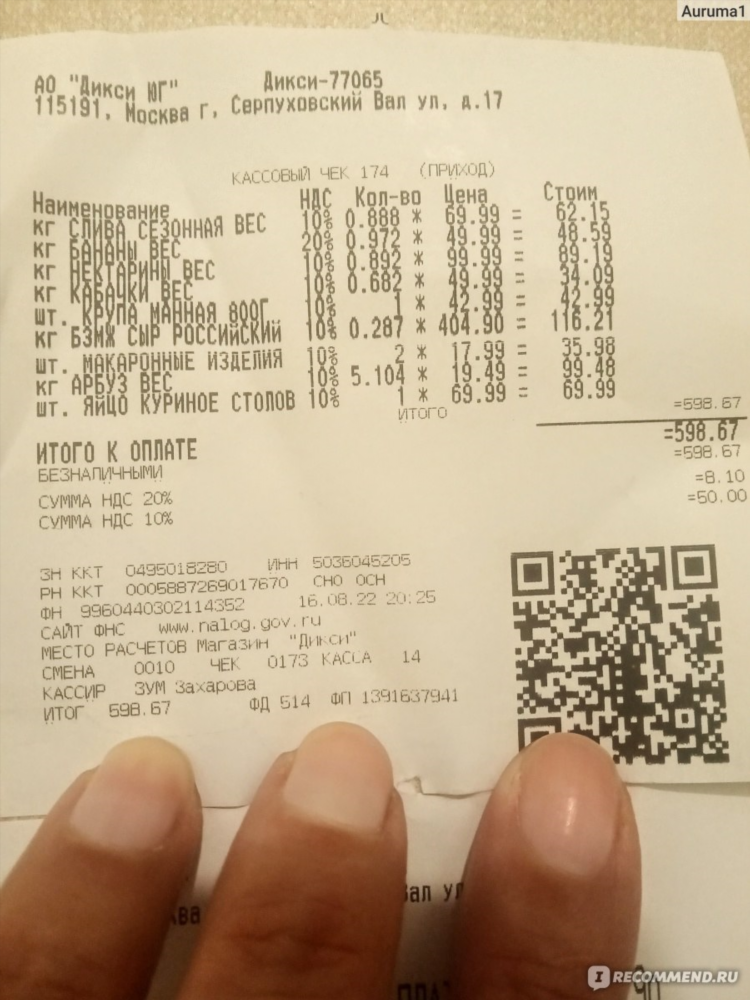 Auruma1
АО "Дикси ЮГ" Дикси-77065
115191, Москва г, Серпуховский Вал ул, д.17
КАССОВЫЙ ЧЕК 174 (ПРИХОД)
Наименование НДС Кол-во Цена Стоим
кг СЛИВА СЕЗОННАЯ ВЕС 10% 0.888 * 69.99 = 62.15
кг БАНАНЫ ВЕС 20% 0.972 * 49.99 = 48.59
кг НЕКТАРИНЫ ВЕС 10% 0.892 * 99.99 = 89.19
кг КАБАЧКИ ВЕС 10% 0.682 * 49.99 = 34.09
шт. КРУПА МАННАЯ 800Г 10% 1 * 42.99 = 42.99
кг БЗМЖ СЫР РОССИЙСКИЙ 10% 0.287 * 404.90 = 116.21
шт. МАКАРОННЫЕ ИЗДЕЛИЯ 10% 2 * 17.99 = 35.98
кг АРБУЗ ВЕС 10% 5.104 * 19.49 = 99.48
шт. ЯЙЦО КУРИНОЕ СТОЛОВ 10% 1 * 69.99 = 69.99
ИТОГО =598.67
ИТОГО К ОПЛАТЕ =598.67
БЕЗНАЛИЧНЫМИ =598.67
СУММА НДС 20% =8.10
СУММА НДС 10% =50.00
ЗН ККТ 0495018280 ИНН 5036045205
РН ККТ 0005887269017670 СНО ОСН
ФН 9960440302114352 16.08.22 20:25
САЙТ ФНС www.nalog.gov.ru
МЕСТО РАСЧЕТОВ Магазин "Дикси"
СМЕНА 0010 ЧЕК 0173 КАССА 14
КАССИР ЗУМ Захарова
ИТОГ 598.67 ФД 514 ФП 1391637941
Вал ул
ква
IRECOMMEND.RU